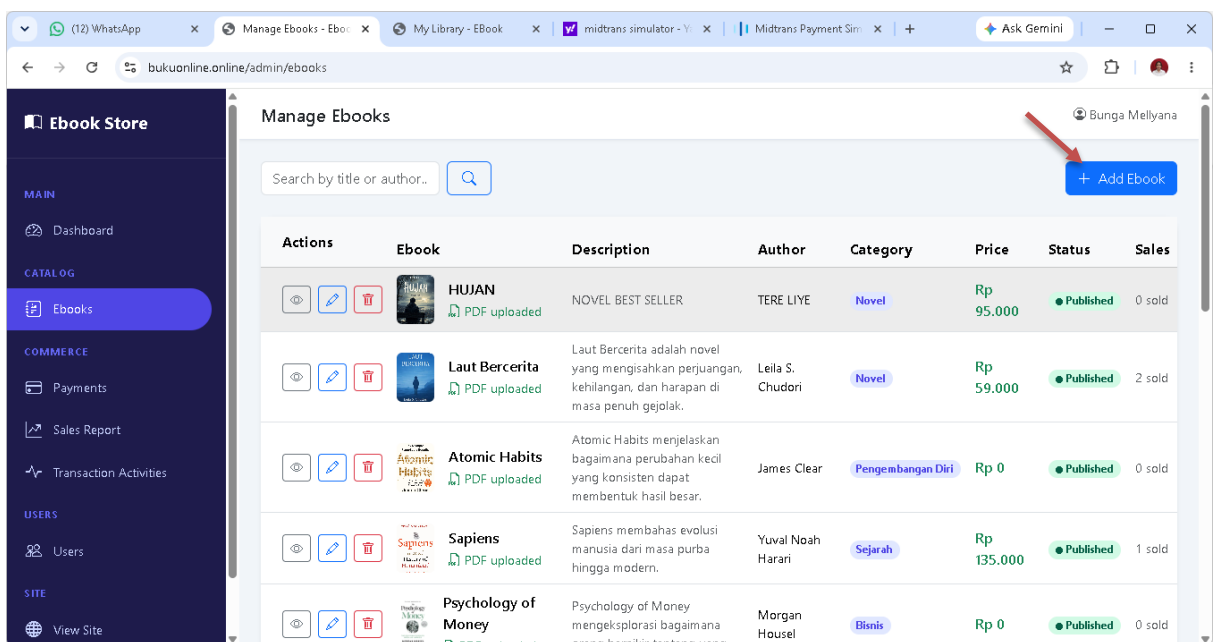 (12) WhatsApp
Manage Ebooks - Eboo
My Library - EBook
midtrans simulator - Y
Midtrans Payment Sim
Ask Gemini
bukuonline.online/admin/ebooks
Ebook Store
MAIN
Dashboard
CATALOG
Ebooks
COMMERCE
Payments
Sales Report
Transaction Activities
USERS
Users
SITE
View Site
Manage Ebooks
Bunga Mellyana
Search by title or author..
+ Add Ebook
Actions Ebook Description Author Category Price Status Sales
HUJAN
PDF uploaded
NOVEL BEST SELLER
TERE LIYE
Novel
Rp
95.000
Published
0 sold
Laut Bercerita
PDF uploaded
Laut Bercerita adalah novel
yang mengisahkan perjuangan,
kehilangan, dan harapan di
masa penuh gejolak.
Leila S.
Chudori
Novel
Rp
59.000
Published
2 sold
Atomic Habits
PDF uploaded
Atomic Habits menjelaskan
bagaimana perubahan kecil
yang konsisten dapat
membentuk hasil besar.
James Clear
Pengembangan Diri
Rp 0
Published
0 sold
Sapiens
PDF uploaded
Sapiens membahas evolusi
manusia dari masa purba
hingga modern.
Yuval Noah
Harari
Sejarah
Rp
135.000
Published
1 sold
Psychology of
Money
Psychology of Money
mengeksplorasi bagaimana
Morgan
Housel
Bisnis
Rp 0
Published
0 sold